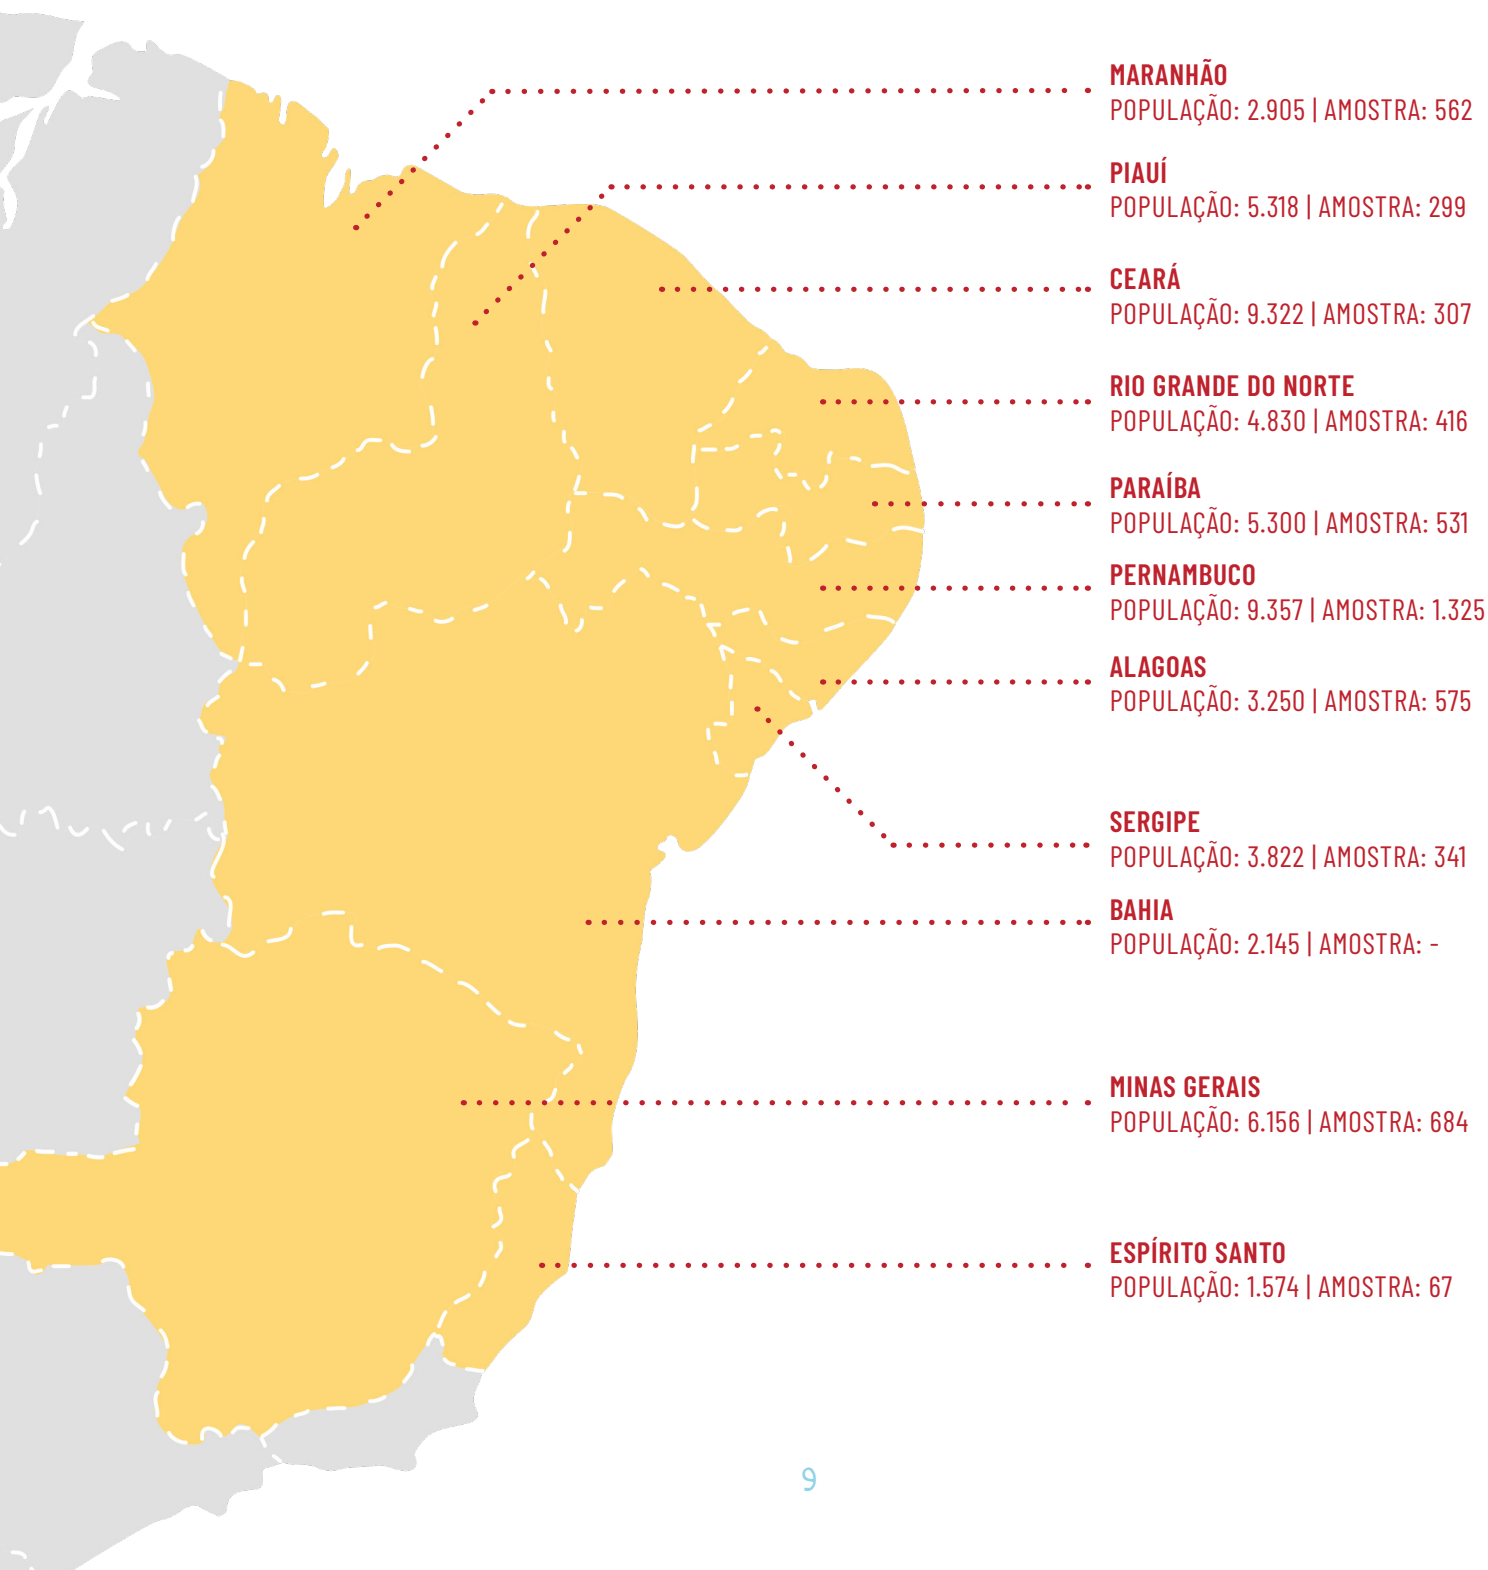 MARANHÃO
POPULAÇÃO: 2.905 | AMOSTRA: 562
PIAUÍ
POPULAÇÃO: 5.318 | AMOSTRA: 299
CEARÁ
POPULAÇÃO: 9.322 | AMOSTRA: 307
RIO GRANDE DO NORTE
POPULAÇÃO: 4.830 | AMOSTRA: 416
PARAÍBA
POPULAÇÃO: 5.300 | AMOSTRA: 531
PERNAMBUCO
POPULAÇÃO: 9.357 | AMOSTRA: 1.325
ALAGOAS
POPULAÇÃO: 3.250 | AMOSTRA: 575
SERGIPE
POPULAÇÃO: 3.822 | AMOSTRA: 341
BAHIA
POPULAÇÃO: 2.145 | AMOSTRA: -
MINAS GERAIS
POPULAÇÃO: 6.156 | AMOSTRA: 684
ESPÍRITO SANTO
POPULAÇÃO: 1.574 | AMOSTRA: 67
9